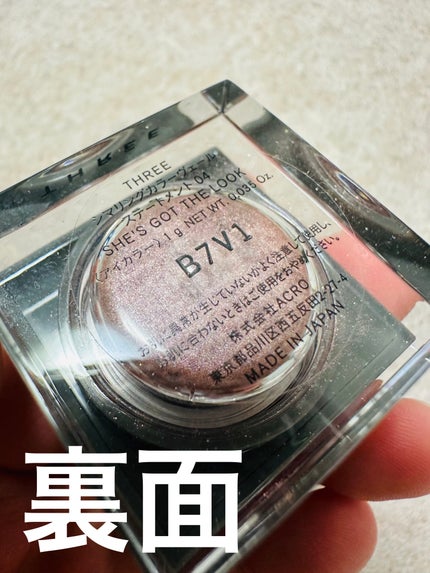 THREE
THREE
シマリングカラーヴェール
ステートメント 04
SHE'S GOT THE LOOK
(アイカラー) 1g NET WT. 0.035 Oz.
B7V1
お肌に異常が生じていないかよく注意して使用し、
お肌に合わないときはご使用をおやめください。
株式会社ACRO
東京都品川区西五反田2-27-4
MADE IN JAPAN
裏面